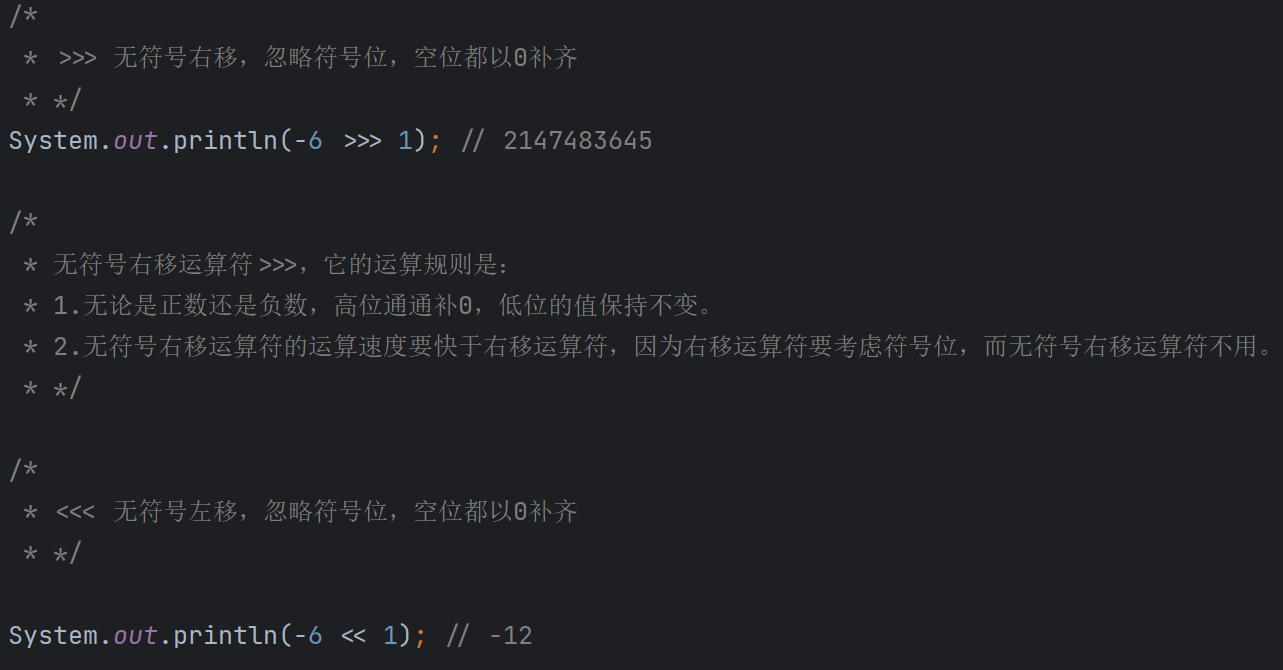 /*
 * >>> 无符号右移，忽略符号位，空位都以0补齐
 * */
System.out.println(-6 >>> 1); // 2147483645
/*
 * 无符号右移运算符>>>，它的运算规则是：
 * 1.无论是正数还是负数，高位通通补0，低位的值保持不变。
 * 2.无符号右移运算符的运算速度要快于右移运算符，因为右移运算符要考虑符号位，而无符号右移运算符不用。
 * */
/*
 * <<< 无符号左移，忽略符号位，空位都以0补齐
 * */
System.out.println(-6 << 1); // -12